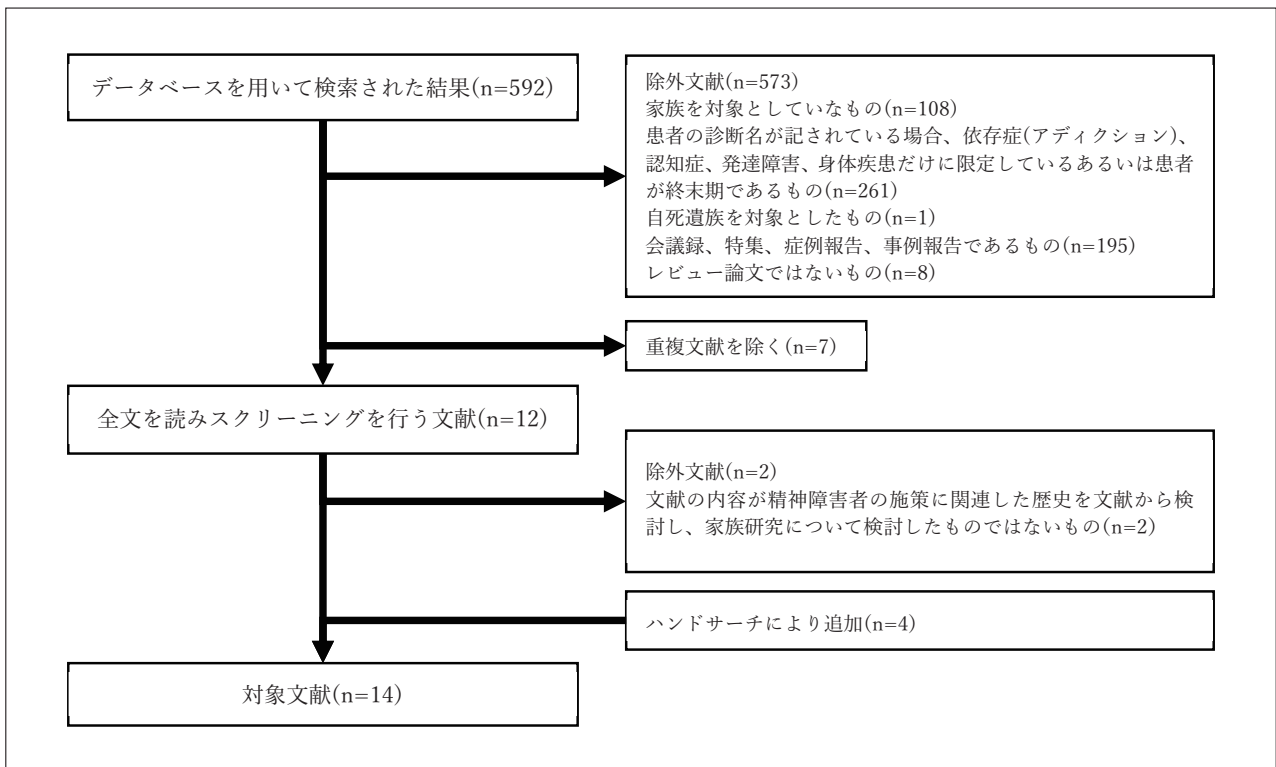 データベースを用いて検索された結果(n=592)
除外文献(n=573)
家族を対象としていなもの(n=108)
患者の診断名が記されている場合、依存症(アディクション)、
認知症、発達障害、身体疾患だけに限定しているあるいは患者
が終末期であるもの(n=261)
自死遺族を対象としたもの(n=1)
会議録、特集、症例報告、事例報告であるもの(n=195)
レビュー論文ではないもの(n=8)
重複文献を除く(n=7)
全文を読みスクリーニングを行う文献(n=12)
除外文献(n=2)
文献の内容が精神障害者の施策に関連した歴史を文献から検
討し、家族研究について検討したものではないもの(n=2)
ハンドサーチにより追加(n=4)
対象文献(n=14)